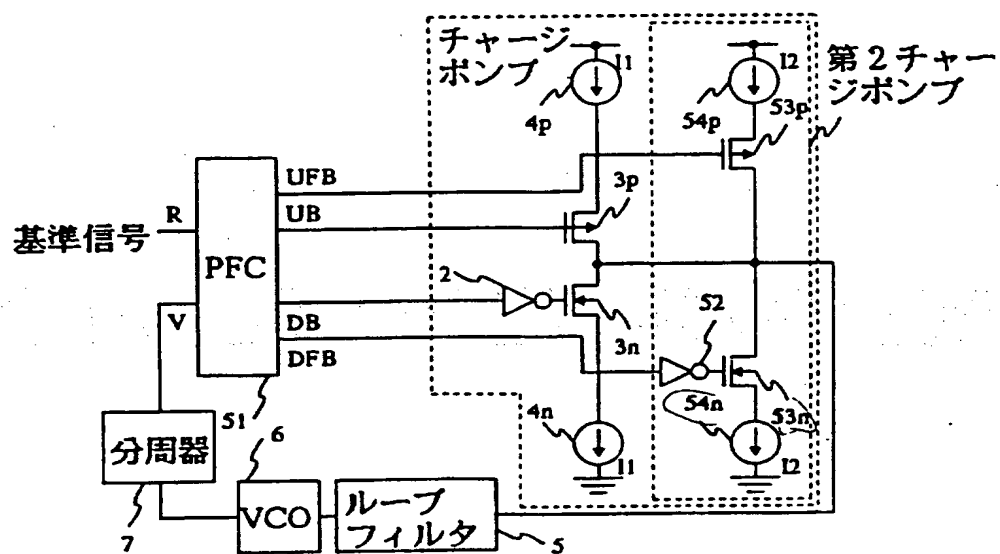 チャージ
ポンプ
I1
4p
I2
54p
53p
第2チャー
ジポンプ
UFB
UB
3p
R
基準信号
PFC
V
2
DB
DFB
3n
52
51
4n
I1
54n
53n
I2
分周器
7
6
VCO
ループ
フィルタ
5